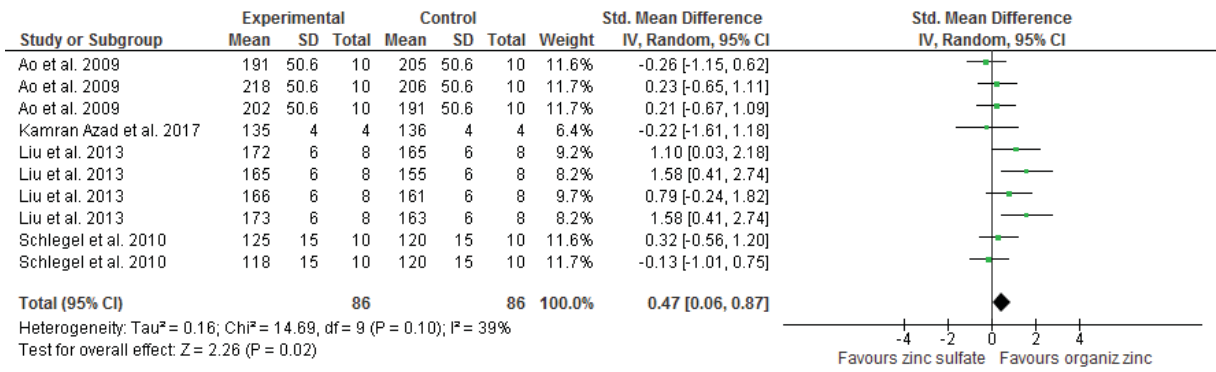 Experimental Control Std. Mean Difference Std. Mean Difference
Study or Subgroup Mean SD Total Mean SD Total Weight IV, Random, 95% CI IV, Random, 95% CI
Ao et al. 2009 191 50.6 10 205 50.6 10 11.6% -0.26 [-1.15, 0.62]
Ao et al. 2009 218 50.6 10 206 50.6 10 11.7% 0.23 [-0.65, 1.11]
Ao et al. 2009 202 50.6 10 191 50.6 10 11.7% 0.21 [-0.67, 1.09]
Kamran Azad et al. 2017 135 4 4 136 4 4 6.4% -0.22 [-1.61, 1.18]
Liu et al. 2013 172 6 8 165 6 8 9.2% 1.10 [0.03, 2.18]
Liu et al. 2013 165 6 8 155 6 8 8.2% 1.58 [0.41, 2.74]
Liu et al. 2013 166 6 8 161 6 8 9.7% 0.79 [-0.24, 1.82]
Liu et al. 2013 173 6 8 163 6 8 8.2% 1.58 [0.41, 2.74]
Schlegel et al. 2010 125 15 10 120 15 10 11.6% 0.32 [-0.56, 1.20]
Schlegel et al. 2010 118 15 10 120 15 10 11.7% -0.13 [-1.01, 0.75]
Total (95% CI) 86 86 100.0% 0.47 [0.06, 0.87]
Heterogeneity: Tau² = 0.16; Chi² = 14.69, df = 9 (P = 0.10); I² = 39%
Test for overall effect: Z = 2.26 (P = 0.02)
-4 -2 0 2 4
Favours zinc sulfate Favours organiz zinc